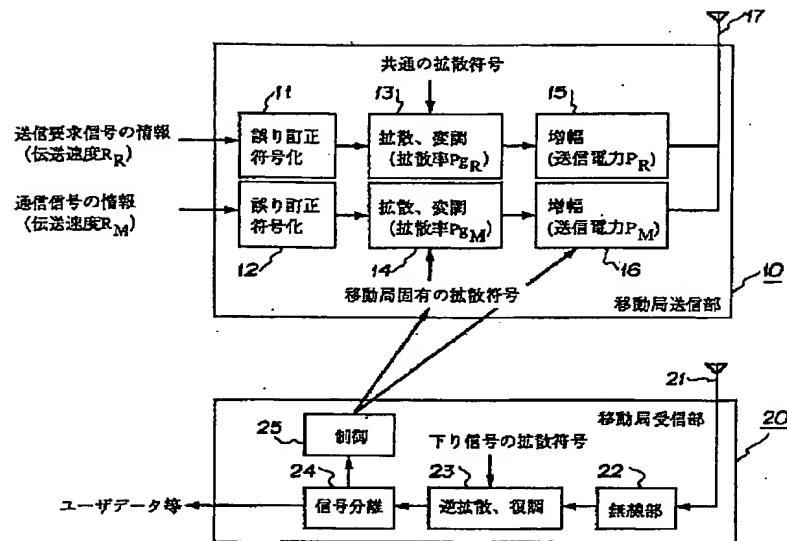 17
共通の拡散符号
11
13
15
送信要求信号の情報
(伝送速度RR)
誤り訂正
符号化
拡散、変調
(拡散率PgR)
増幅
(送信電力PR)
通信信号の情報
(伝送速度RM)
誤り訂正
符号化
拡散、変調
(拡散率PgM)
増幅
(送信電力PM)
12
14
16
10
移動局固有の拡散符号
移動局送信部
21
25
制御
移動局受信部
20
下り信号の拡散符号
24
23
22
ユーザデータ等
信号分離
逆拡散、復調
無線部